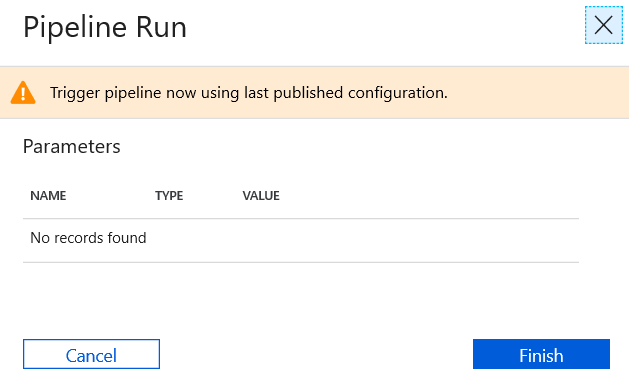 Pipeline Run
Trigger pipeline now using last published configuration.
Parameters
NAME TYPE VALUE
No records found
Cancel Finish